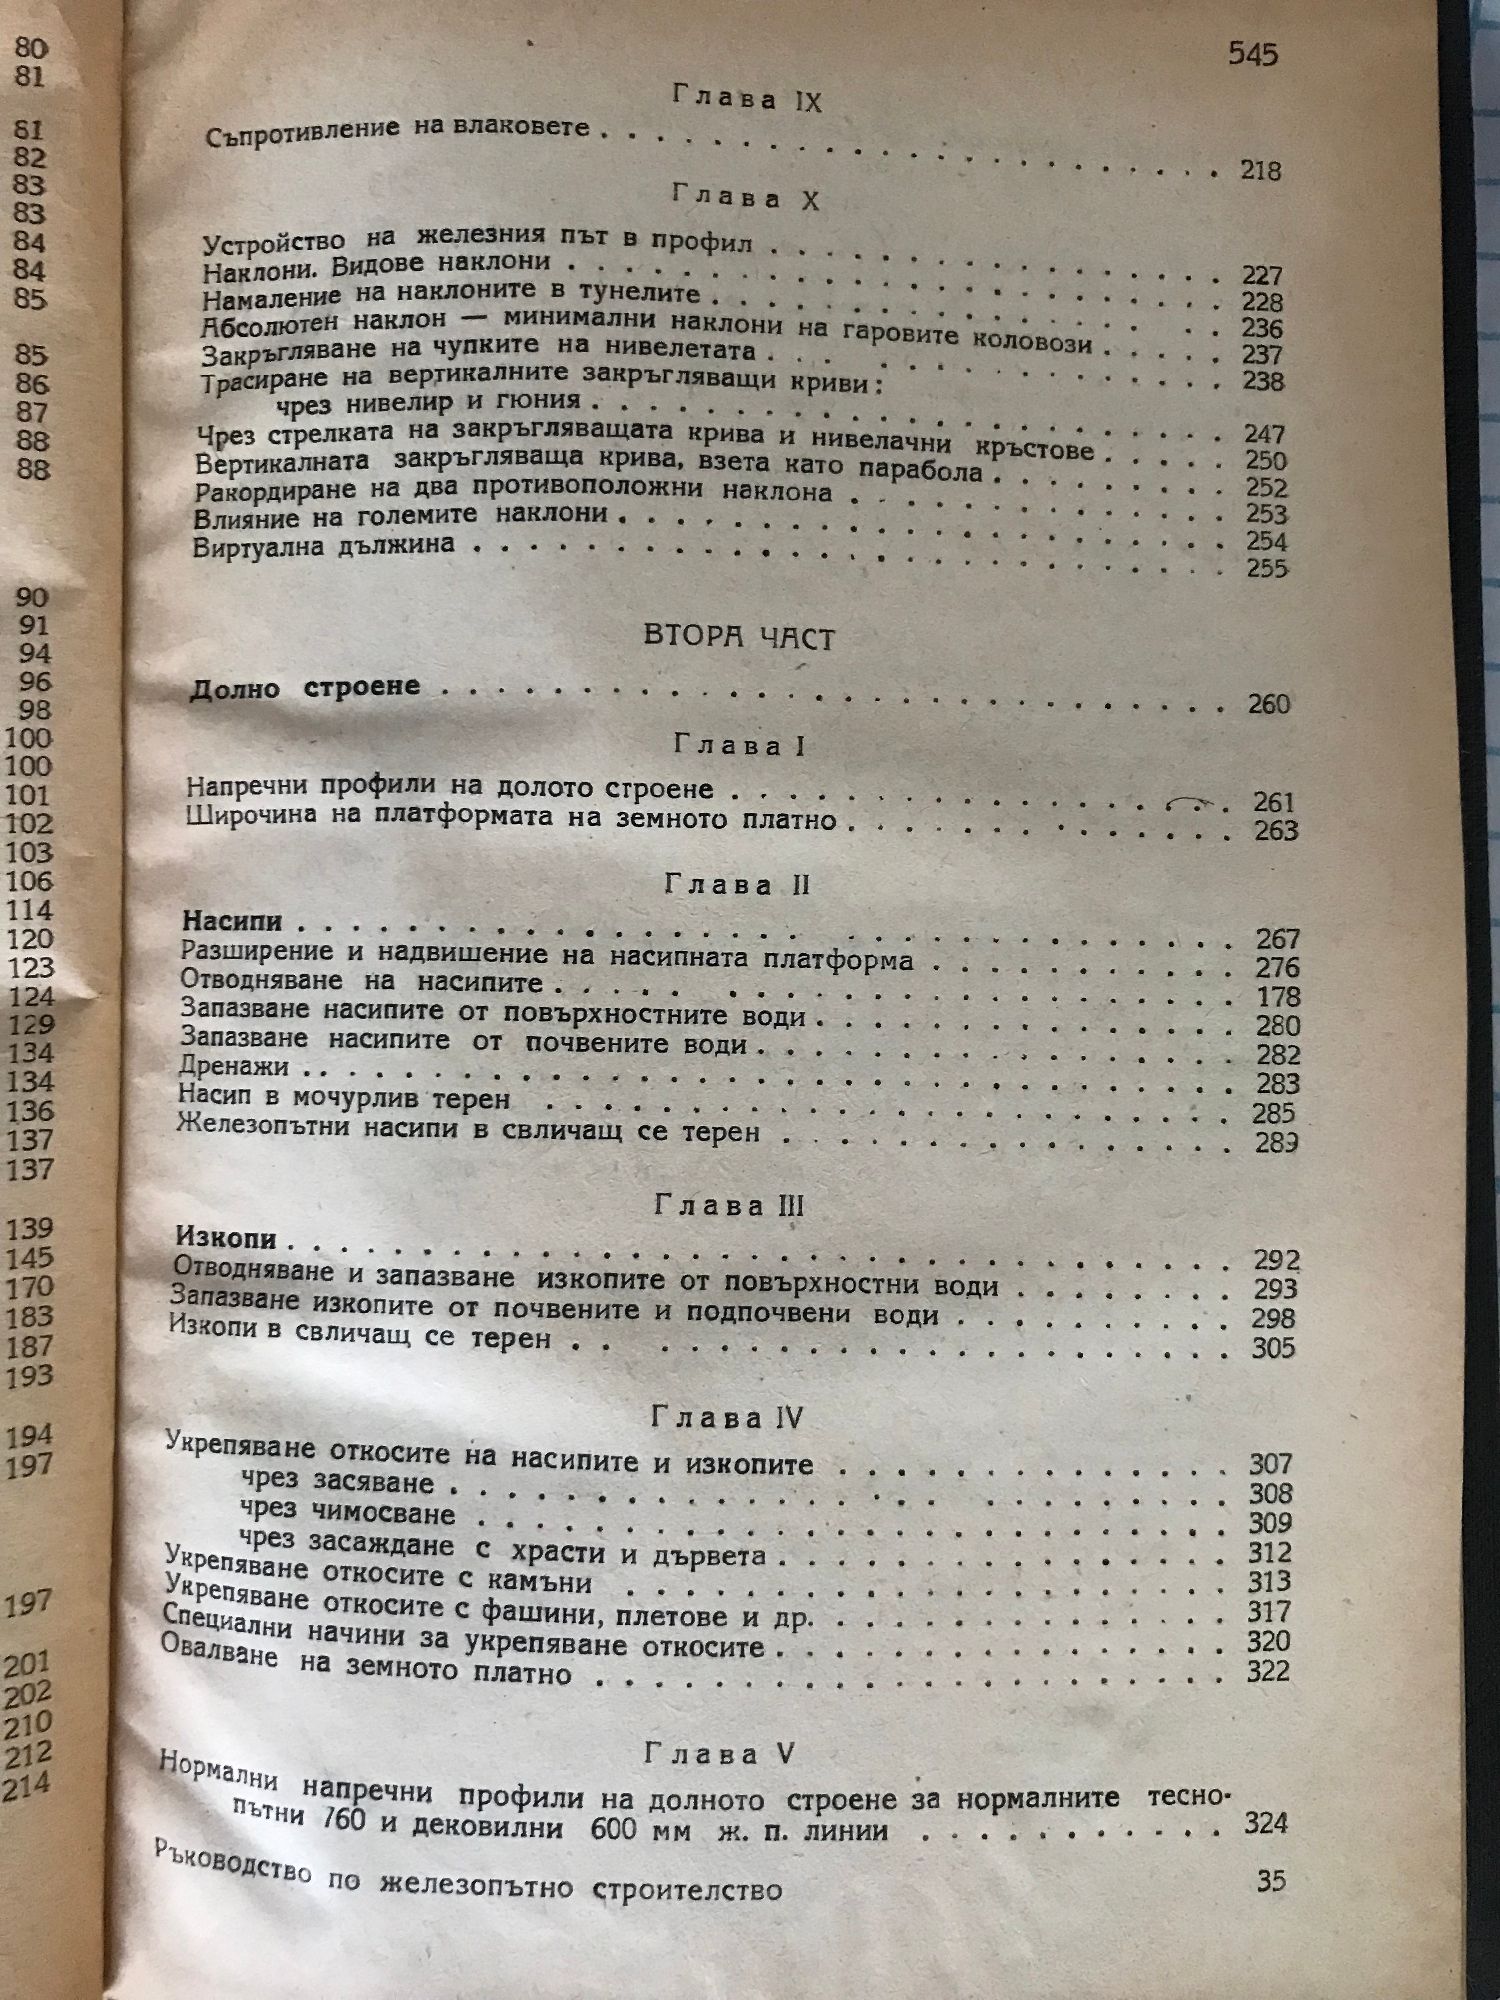 80
81
81
82
83
83
84
84
85
85
86
87
88
88
90
91
94
96
98
100
100
101
102
103
106
114
120
123
124
129
134
134
136
137
137
139
145
170
183
187
193
194
197
197
201
202
210
212
214
545
Глава IX
Съпротивление на влаковете . . . . . . . . . . . . . . . . . . . . . . 218
Глава X
Устройство на железния път в профил . . . . . . . . . . . . . . . . 227
Наклони. Видове наклони . . . . . . . . . . . . . . . . . . . . . . . 228
Намаление на наклоните в тунелите . . . . . . . . . . . . . . . . . 236
Абсолютен наклон — минимални наклони на гаровите коловози . . . . . 237
Закръгляване на чупките на нивелетата . . . . . . . . . . . . . . . 238
Трасиране на вертикалните закръгляващи криви:
чрез нивелир и гюния . . . . . . . . . . . . . . . . . . . . . . . 247
Чрез стрелката на закръгляващата крива и нивелачни кръстове . . . . . 250
Вертикалната закръгляваща крива, взета като парабола . . . . . . . . 252
Ракордиране на два противоположни наклона . . . . . . . . . . . . . 253
Влияние на големите наклони . . . . . . . . . . . . . . . . . . . . . 254
Виртуална дължина . . . . . . . . . . . . . . . . . . . . . . . . . . 255
ВТОРА ЧАСТ
Долно строене . . . . . . . . . . . . . . . . . . . . . . . . . . . . 260
Глава I
Напречни профили на долото строене . . . . . . . . . . . . . . . . . 261
Широчина на платформата на земното платно . . . . . . . . . . . . . 263
Глава II
Насипи . . . . . . . . . . . . . . . . . . . . . . . . . . . . . . . 267
Разширение и надвишение на насипната платформа . . . . . . . . . . . 276
Отводняване на насипите . . . . . . . . . . . . . . . . . . . . . . . 178
Запазване насипите от повърхностните води . . . . . . . . . . . . . . 280
Запазване насипите от почвените води . . . . . . . . . . . . . . . . 282
Дренажи . . . . . . . . . . . . . . . . . . . . . . . . . . . . . . . 283
Насип в мочурлив терен . . . . . . . . . . . . . . . . . . . . . . . 285
Железопътни насипи в свличащ се терен . . . . . . . . . . . . . . . . 289
Глава III
Изкопи . . . . . . . . . . . . . . . . . . . . . . . . . . . . . . . 292
Отводняване и запазване изкопите от повърхностни води . . . . . . . . 293
Запазване изкопите от почвените и подпочвени води . . . . . . . . . . 298
Изкопи в свличащ се терен . . . . . . . . . . . . . . . . . . . . . . 305
Глава IV
Укрепяване откосите на насипите и изкопите . . . . . . . . . . . . . 307
чрез засяване . . . . . . . . . . . . . . . . . . . . . . . . . . . . 308
чрез чимосване . . . . . . . . . . . . . . . . . . . . . . . . . . . 309
чрез засаждане с храсти и дървета . . . . . . . . . . . . . . . . . . 312
Укрепяване откосите с камъни . . . . . . . . . . . . . . . . . . . . 313
Укрепяване откосите с фашини, плетове и др. . . . . . . . . . . . . . 317
Специални начини за укрепяване откосите . . . . . . . . . . . . . . . 320
Овалване на земното платно . . . . . . . . . . . . . . . . . . . . . 322
Глава V
Нормални напречни профили на долното строене за нормалните тесно-
пътни 760 и дековилни 600 мм ж. п. линии . . . . . . . . . . . 324
Ръководство по железопътно строителство 35